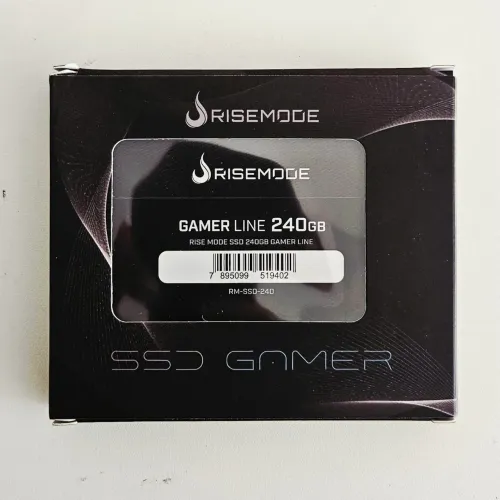 RISEMODE
RISEMODE
GAMER LINE 240GB
RISE MODE SSD 240GB GAMER LINE
7 895099 519402
RM-SSD-240
SSD GAMER